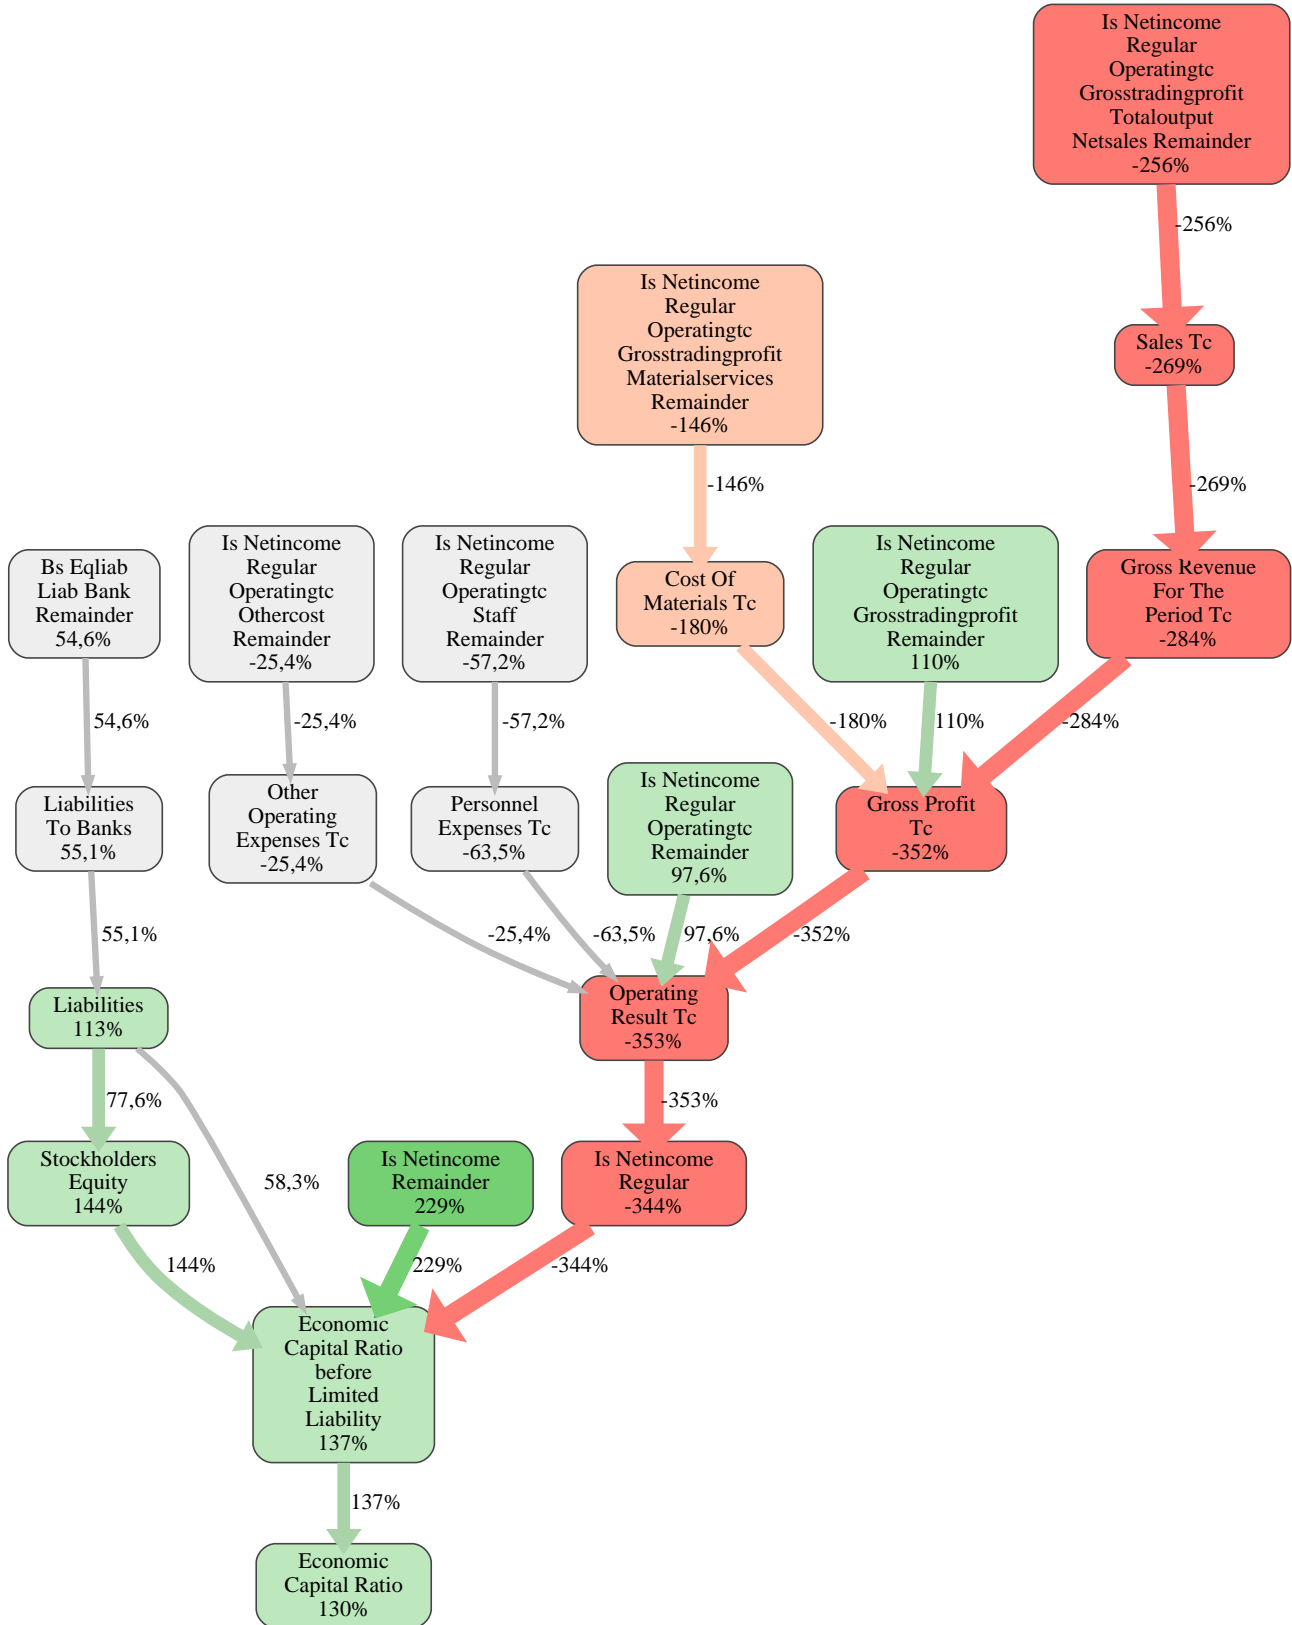 Is Netincome
Regular
Operatingtc
Grosstradingprofit
Totaloutput
Netsales Remainder
-256%
-256%
Is Netincome
Regular
Operatingtc
Grosstradingprofit
Materialservices
Remainder
-146%
Sales Tc
-269%
-146%
-269%
Bs Eqliab
Liab Bank
Remainder
54,6%
Is Netincome
Regular
Operatingtc
Othercost
Remainder
-25,4%
Is Netincome
Regular
Operatingtc
Staff
Remainder
-57,2%
Cost Of
Materials Tc
-180%
Is Netincome
Regular
Operatingtc
Grosstradingprofit
Remainder
110%
Gross Revenue
For The
Period Tc
-284%
54,6%
-25,4%
-57,2%
-180%
110%
-284%
Liabilities
To Banks
55,1%
Other
Operating
Expenses Tc
-25,4%
Personnel
Expenses Tc
-63,5%
Is Netincome
Regular
Operatingtc
Remainder
97,6%
Gross Profit
Tc
-352%
55,1%
-25,4%
-63,5%
97,6%
-352%
Liabilities
113%
Operating
Result Tc
-353%
77,6%
-353%
Stockholders
Equity
144%
58,3%
Is Netincome
Remainder
229%
Is Netincome
Regular
-344%
144%
229%
-344%
Economic
Capital Ratio
before
Limited
Liability
137%
137%
Economic
Capital Ratio
130%